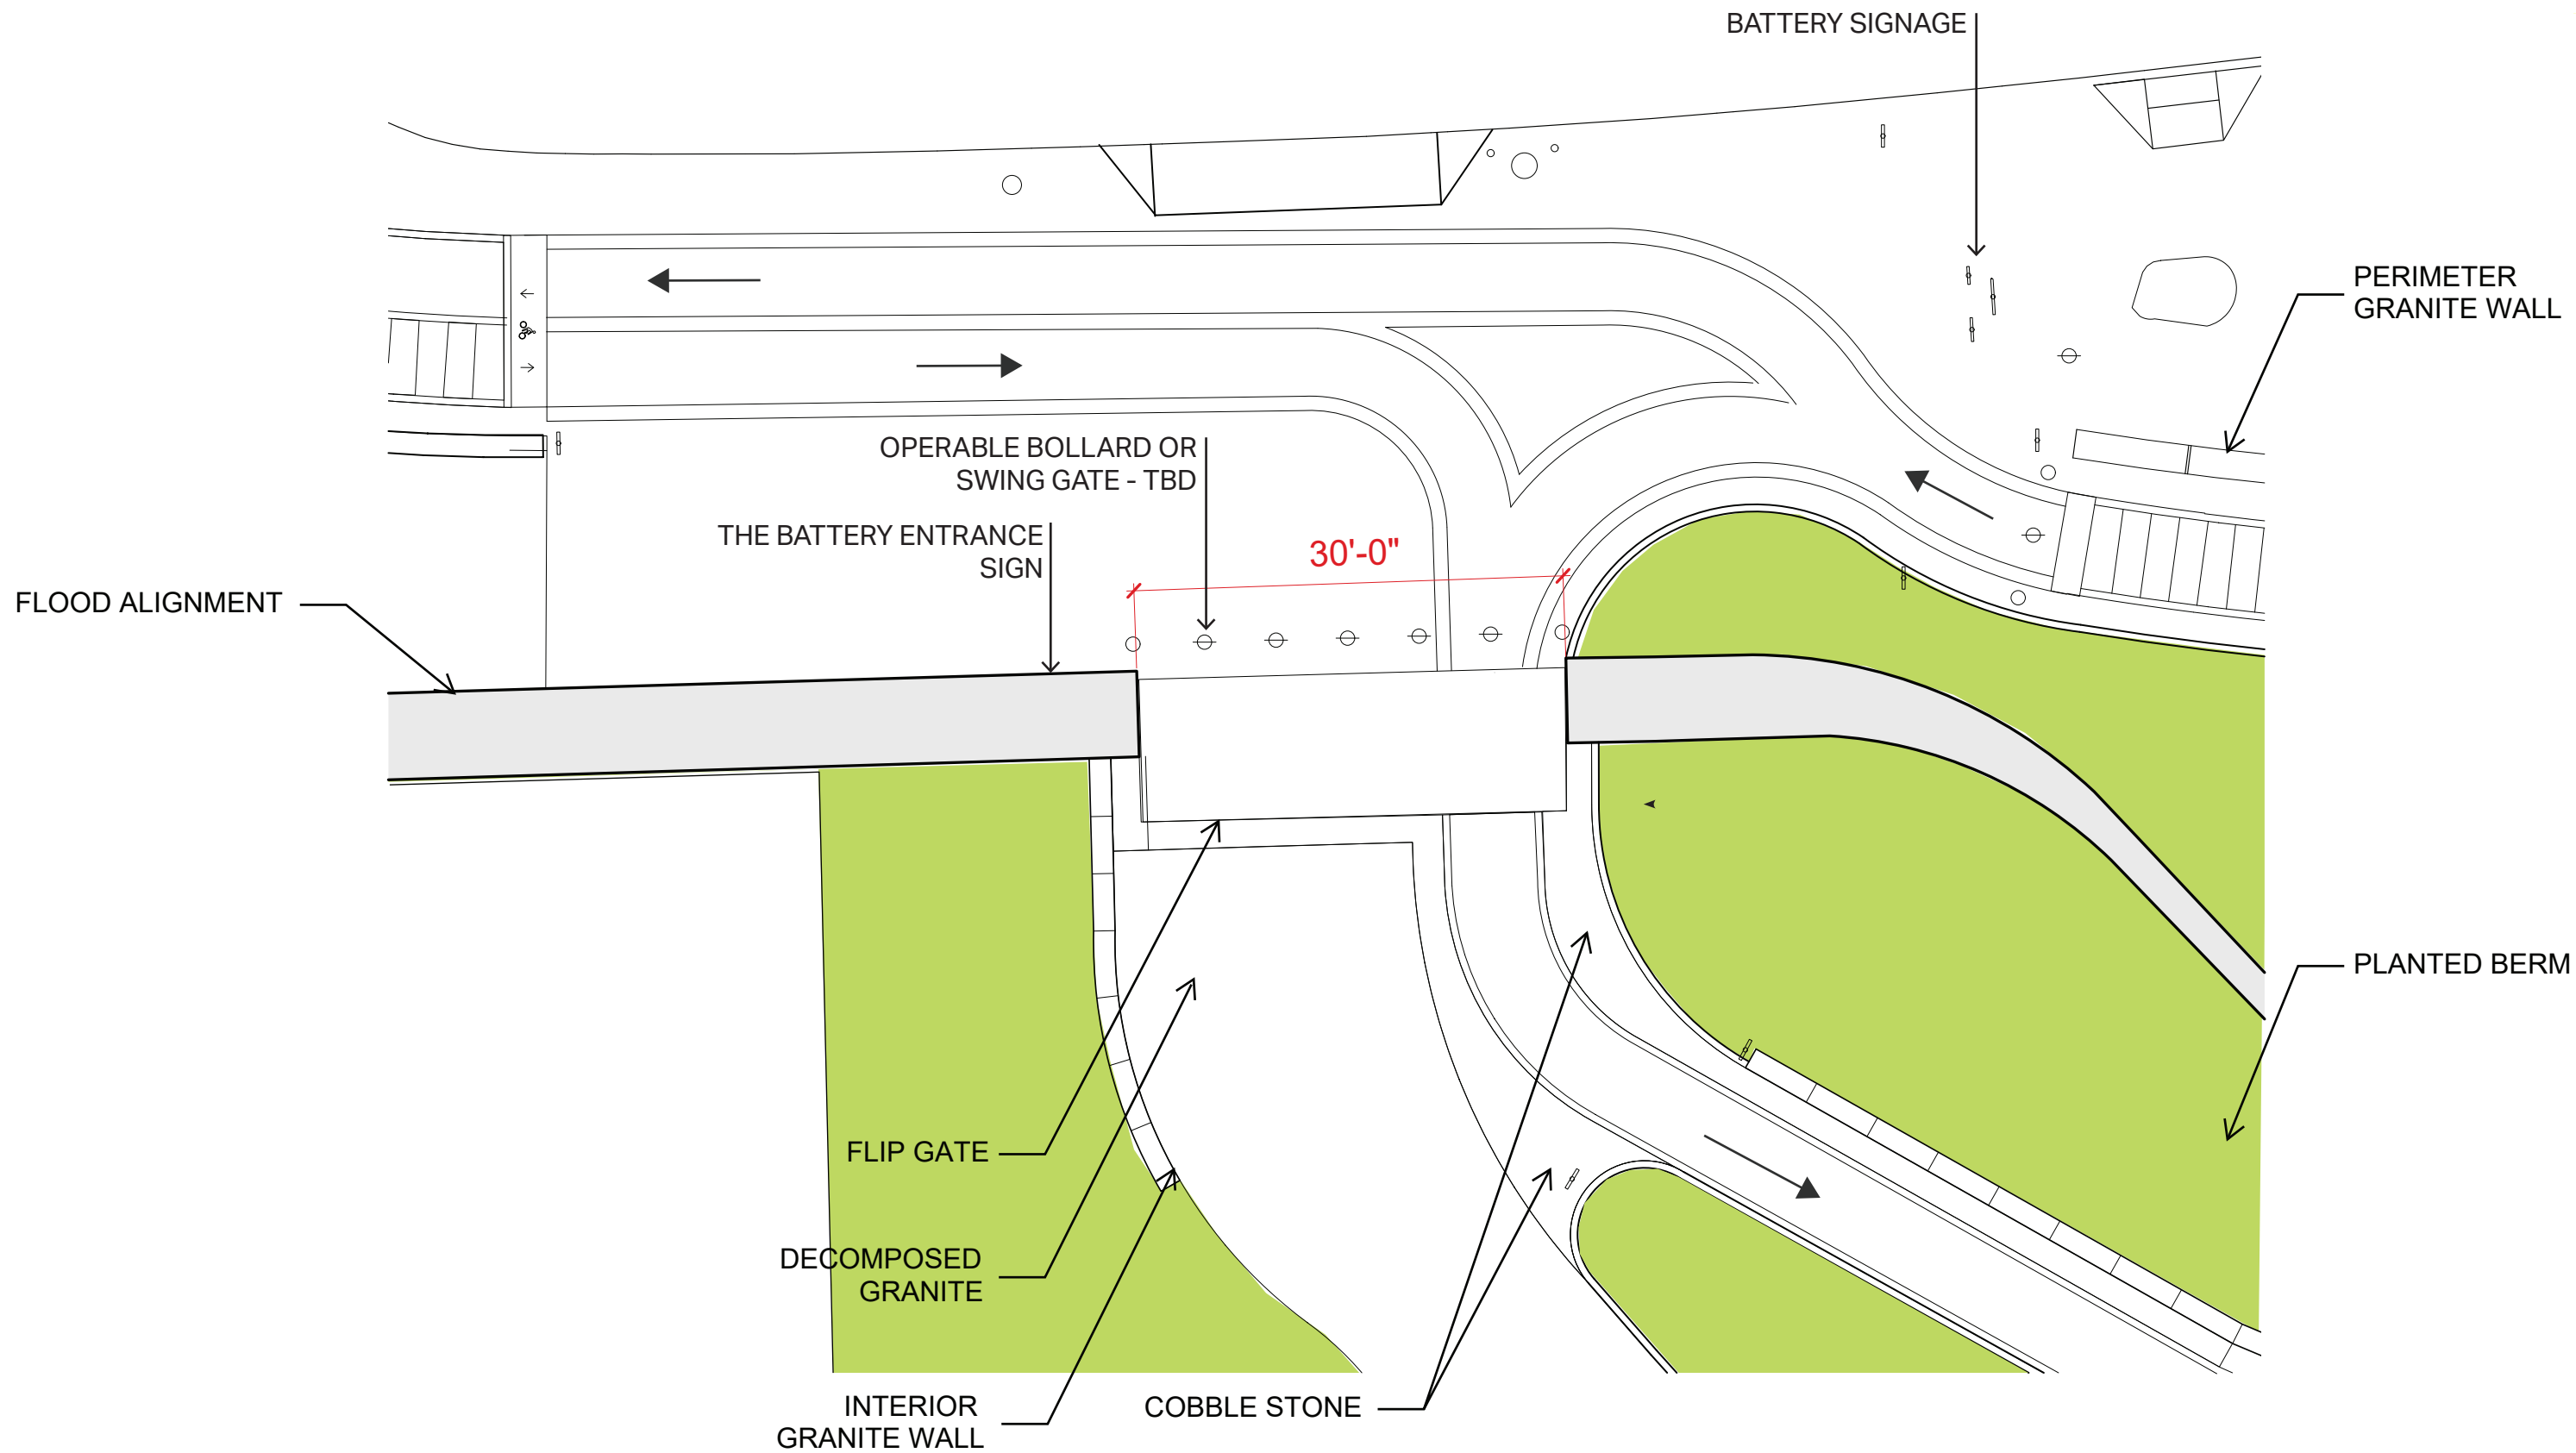 BATTERY SIGNAGE
PERIMETER
GRANITE WALL
OPERABLE BOLLARD OR
SWING GATE - TBD
THE BATTERY ENTRANCE
SIGN
30'-0"
FLOOD ALIGNMENT
PLANTED BERM
FLIP GATE
DECOMPOSED
GRANITE
INTERIOR
GRANITE WALL
COBBLE STONE